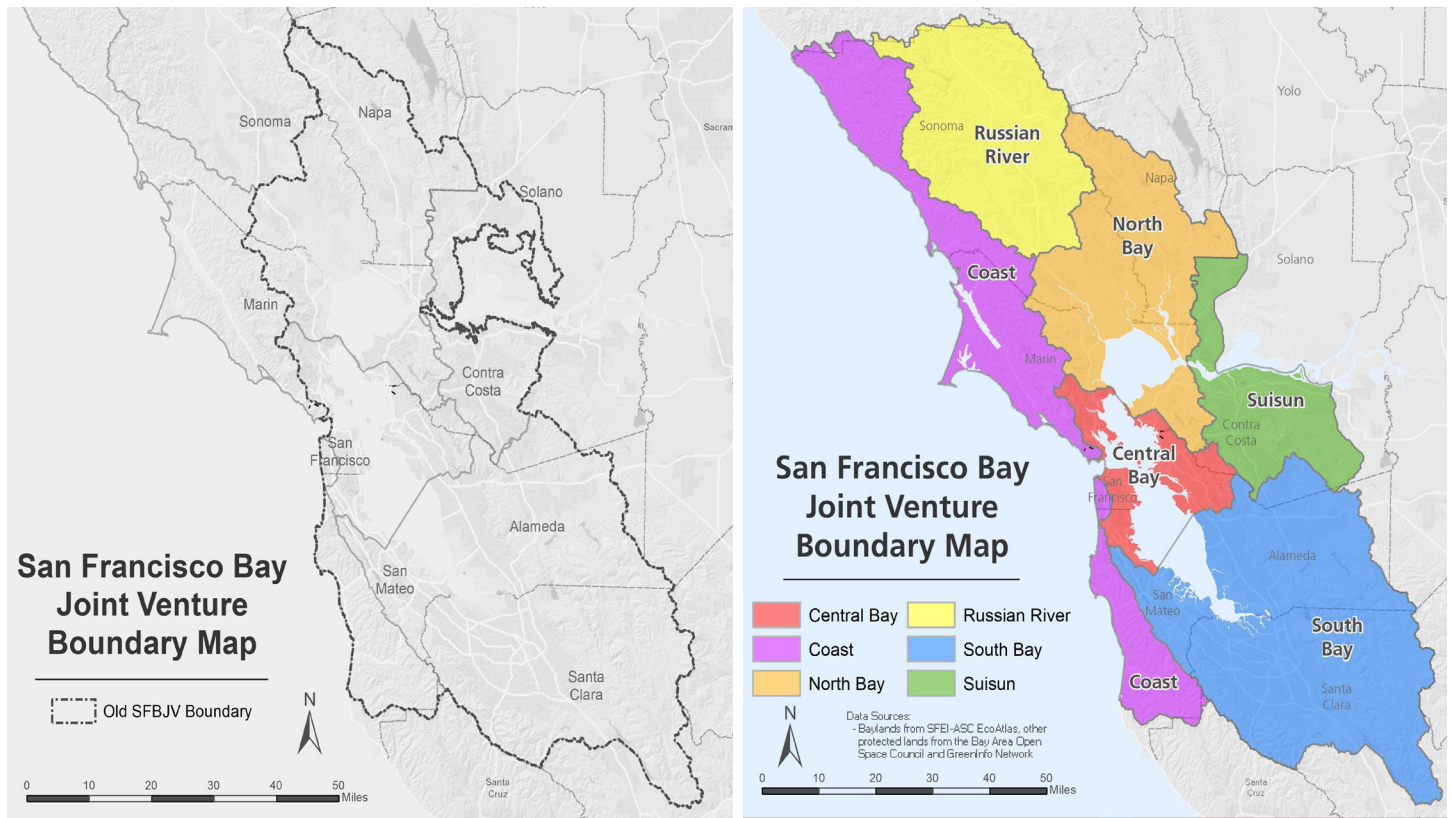 Napa
Sonoma
Sacram
Solano
Marin
Contra
Costa
San
Francisco
Alameda
San
Mateo
Santa
Clara
Santa
Cruz
San Francisco Bay
Joint Venture
Boundary Map
Old SFBJV Boundary
N
0 10 20 30 40 50
Miles
Yolo
Sonoma
Russian
River
Napa
North
Bay
Solano
Coast
Marin
Suisun
Contra
Costa
Central
Bay
San
Francisco
Alameda
San
Mateo
South
Bay
Santa
Clara
Coast
Santa
Cruz
San Francisco Bay
Joint Venture
Boundary Map
Central Bay
Russian River
Coast
South Bay
North Bay
Suisun
N
Data Sources:
- Baylands from SFEI-ASC EcoAtlas, other
protected lands from the Bay Area Open
Space Council and GreenInfo Network
0 10 20 30 40 50
Miles